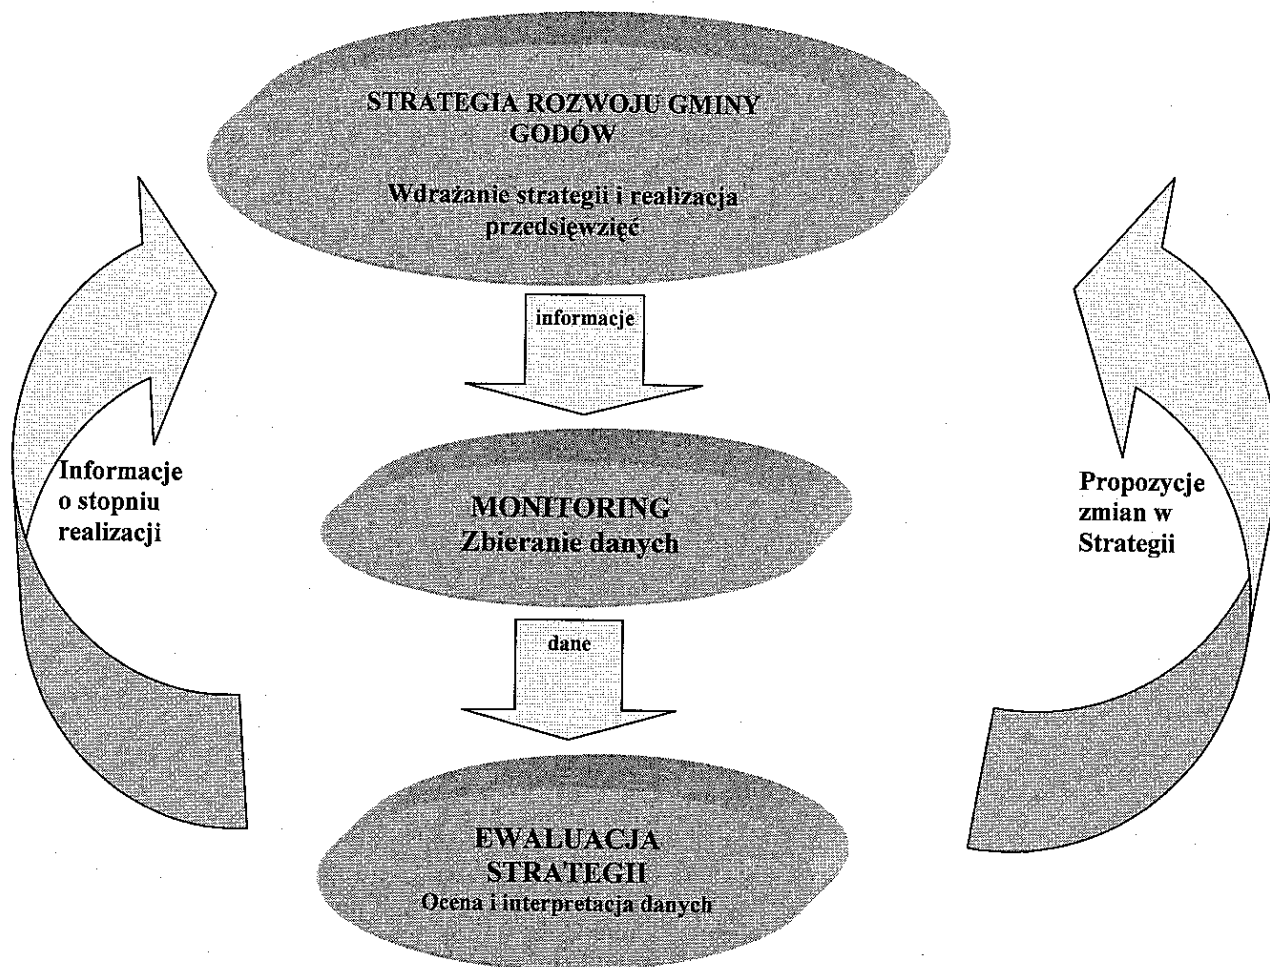 STRATEGIA ROZWOJU GMINY
GODÓW
Wdrażanie strategii i realizacja
przedsięwzięć
informacje
MONITORING
Zbieranie danych
Informacje
o stopniu
realizacji
Propozycje
zmian w
Strategii
dane
EWALUACJA
STRATEGII
Ocena i interpretacja danych